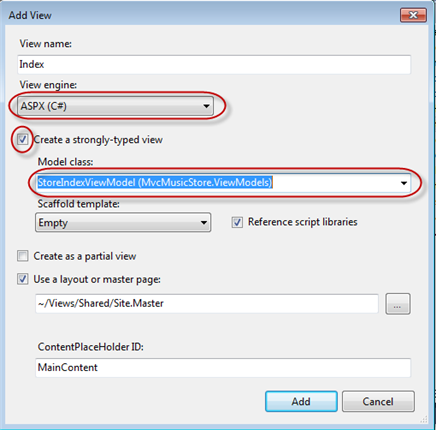 Add View
View name:
Index
View engine:
ASPX (C#)
Create a strongly-typed view
Model class:
StoreIndexViewModel (MvcMusicStore.ViewModels)
Scaffold template:
Empty
Reference script libraries
Create as a partial view
Use a layout or master page:
~/Views/Shared/Site.Master
...
ContentPlaceHolder ID:
MainContent
Add
Cancel